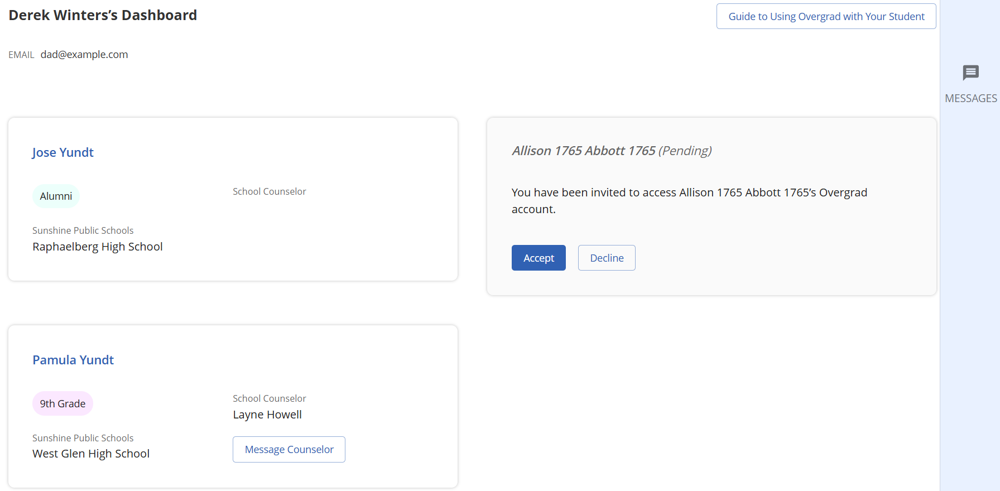 Derek Winters’s Dashboard
Guide to Using Overgrad with Your Student
EMAIL dad@example.com
MESSAGES
Jose Yundt
Alumni
School Counselor
Sunshine Public Schools
Raphaelberg High School
Allison 1765 Abbott 1765 (Pending)
You have been invited to access Allison 1765 Abbott 1765’s Overgrad
account.
Accept
Decline
Pamula Yundt
9th Grade
School Counselor
Layne Howell
Sunshine Public Schools
West Glen High School
Message Counselor